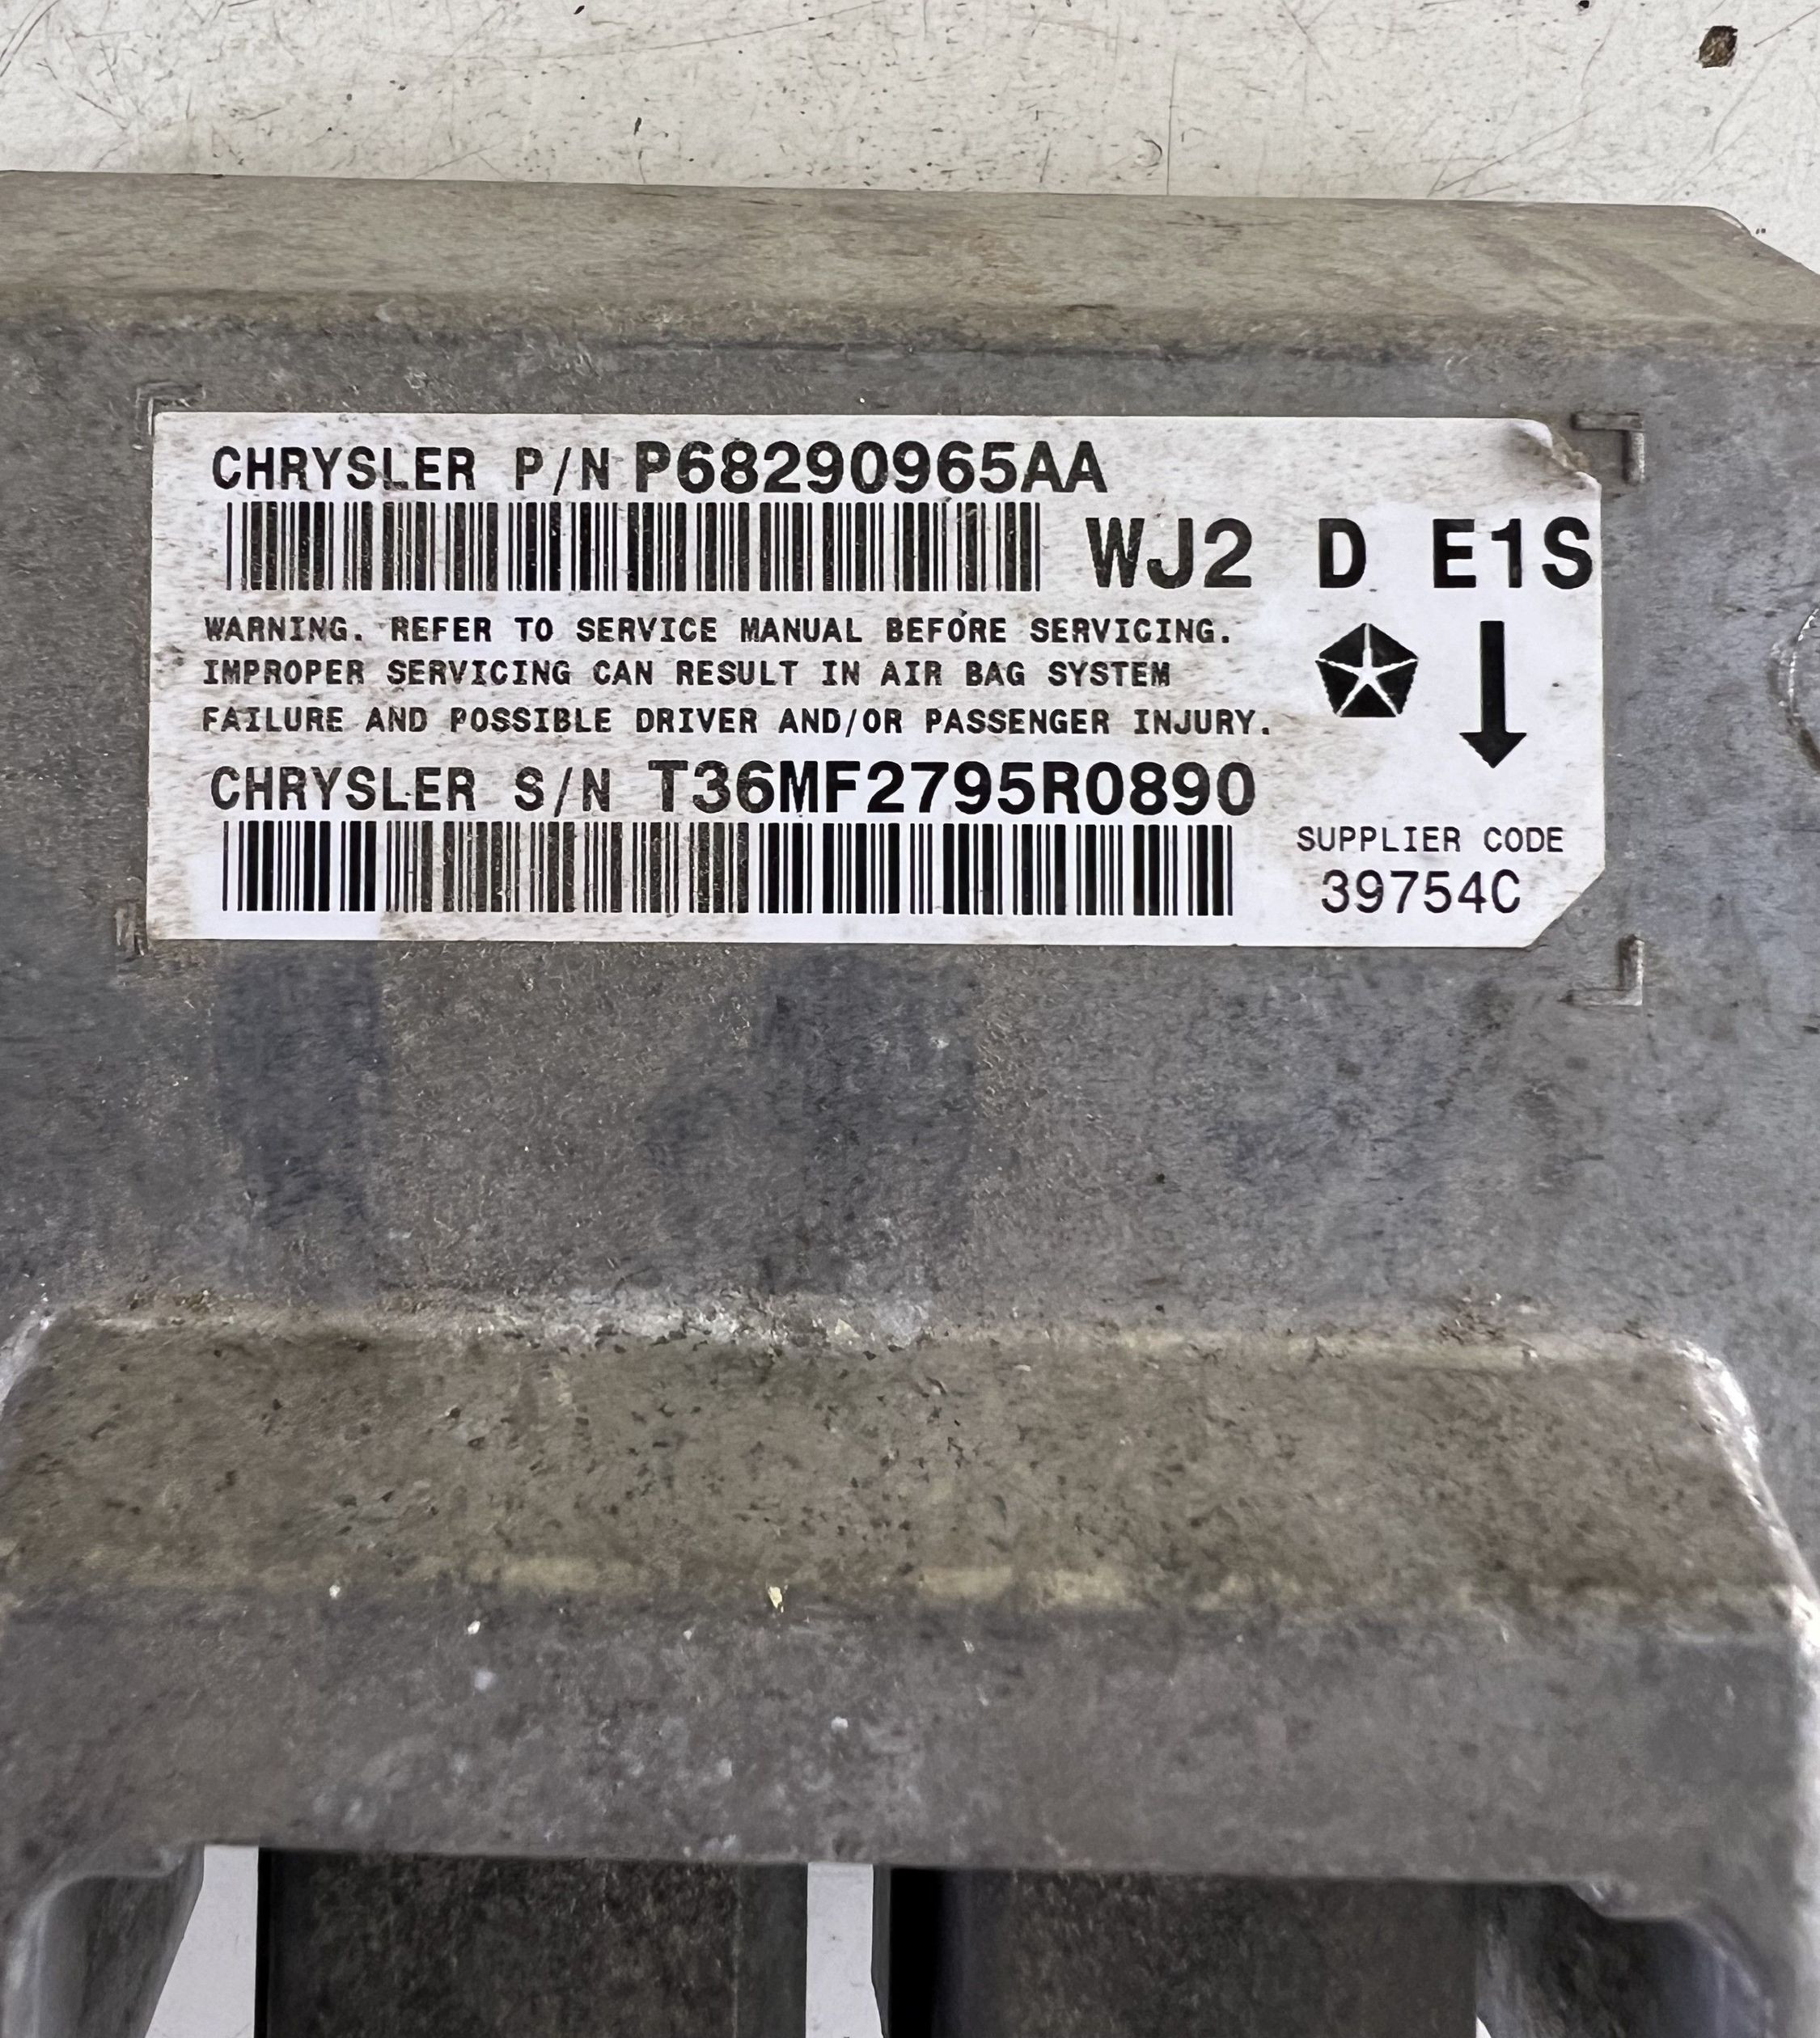 CHRYSLER P/N P68290965AA
WJ2 D E1S
WARNING. REFER TO SERVICE MANUAL BEFORE SERVICING.
IMPROPER SERVICING CAN RESULT IN AIR BAG SYSTEM
FAILURE AND POSSIBLE DRIVER AND/OR PASSENGER INJURY.
CHRYSLER S/N T36MF2795R0890
SUPPLIER CODE
39754C